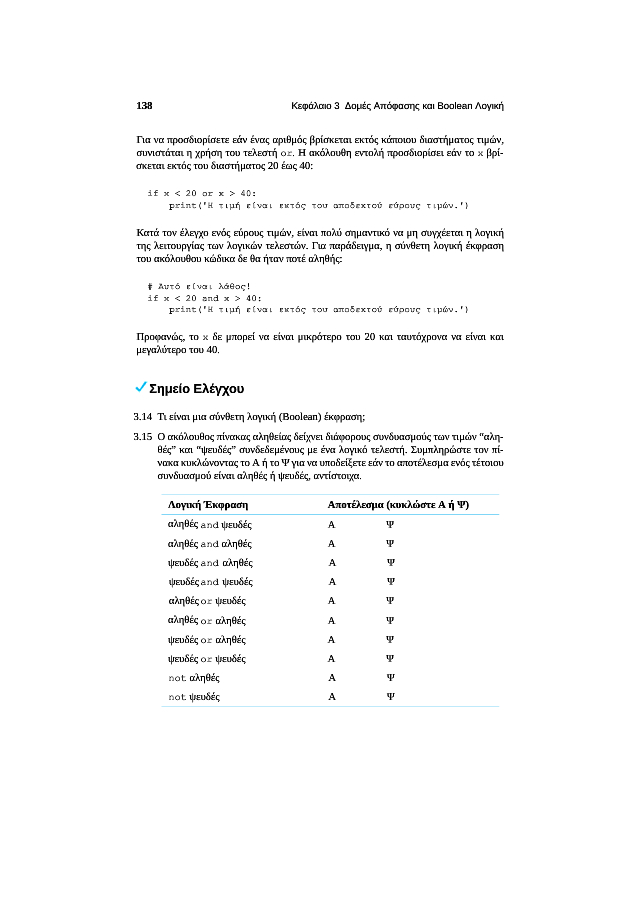 138 Κεφάλαιο 3 Δομές Απόφασης και Boolean Λογική
Για να προσδιορίσετε εάν ένας αριθμός βρίσκεται εκτός κάποιου διαστήματος τιμών,
συνιστάται η χρήση του τελεστή or. Η ακόλουθη εντολή προσδιορίσει εάν το x βρί-
σκεται εκτός του διαστήματος 20 έως 40:
if x < 20 or x > 40:
print('Η τιμή είναι εκτός του αποδεκτού εύρους τιμών.')
Κατά τον έλεγχο ενός εύρους τιμών, είναι πολύ σημαντικό να μη συγχέεται η λογική
της λειτουργίας των λογικών τελεστών. Για παράδειγμα, η σύνθετη λογική έκφραση
του ακόλουθου κώδικα δε θα ήταν ποτέ αληθής:
# Αυτό είναι λάθος!
if x < 20 and x > 40:
print('Η τιμή είναι εκτός του αποδεκτού εύρους τιμών.')
Προφανώς, το x δε μπορεί να είναι μικρότερο του 20 και ταυτόχρονα να είναι και
μεγαλύτερο του 40.
Σημείο Ελέγχου
3.14 Τι είναι μια σύνθετη λογική (Boolean) έκφραση;
3.15 Ο ακόλουθος πίνακας αληθείας δείχνει διάφορους συνδυασμούς των τιμών “αλη-
θές” και “ψευδές” συνδεδεμένους με ένα λογικό τελεστή. Συμπληρώστε τον πί-
νακα κυκλώνοντας το Α ή το Ψ για να υποδείξετε εάν το αποτέλεσμα ενός τέτοιου
συνδυασμού είναι αληθής ή ψευδές, αντίστοιχα.
Λογική Έκφραση Αποτέλεσμα (κυκλώστε Α ή Ψ)
αληθές and ψευδές Α Ψ
αληθές and αληθές Α Ψ
ψευδές and αληθές Α Ψ
ψευδές and ψευδές Α Ψ
αληθές or ψευδές Α Ψ
αληθές or αληθές Α Ψ
ψευδές or αληθές Α Ψ
ψευδές or ψευδές Α Ψ
not αληθές Α Ψ
not ψευδές Α Ψ